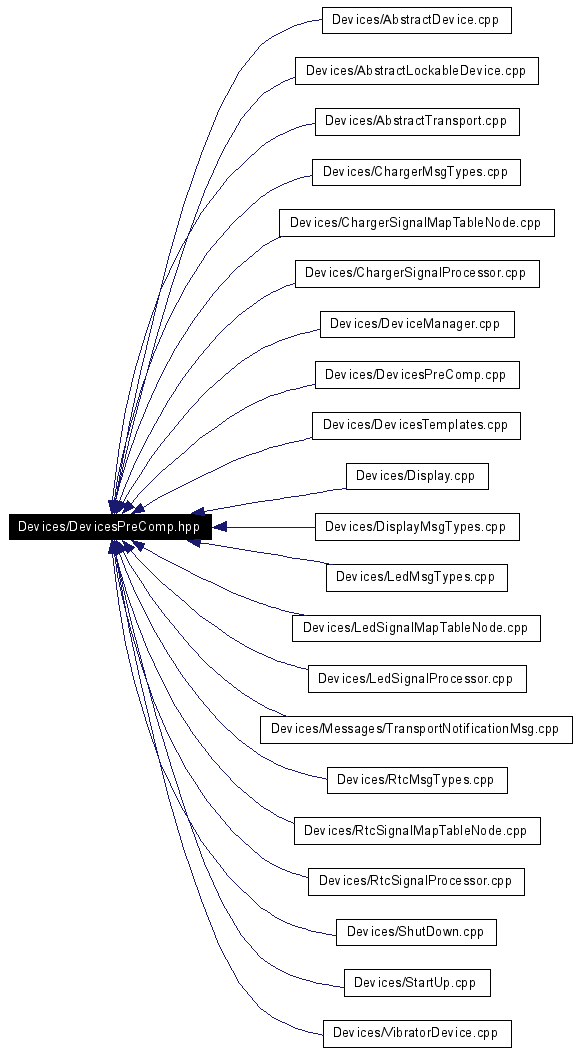 Devices/AbstractDevice.cpp
Devices/AbstractLockableDevice.cpp
Devices/AbstractTransport.cpp
Devices/ChargerMsgTypes.cpp
Devices/ChargerSignalMapTableNode.cpp
Devices/ChargerSignalProcessor.cpp
Devices/DeviceManager.cpp
Devices/DevicesPreComp.cpp
Devices/DevicesTemplates.cpp
Devices/Display.cpp
Devices/DevicesPreComp.hpp
Devices/DisplayMsgTypes.cpp
Devices/LedMsgTypes.cpp
Devices/LedSignalMapTableNode.cpp
Devices/LedSignalProcessor.cpp
Devices/Messages/TransportNotificationMsg.cpp
Devices/RtcMsgTypes.cpp
Devices/RtcSignalMapTableNode.cpp
Devices/RtcSignalProcessor.cpp
Devices/ShutDown.cpp
Devices/StartUp.cpp
Devices/VibratorDevice.cpp